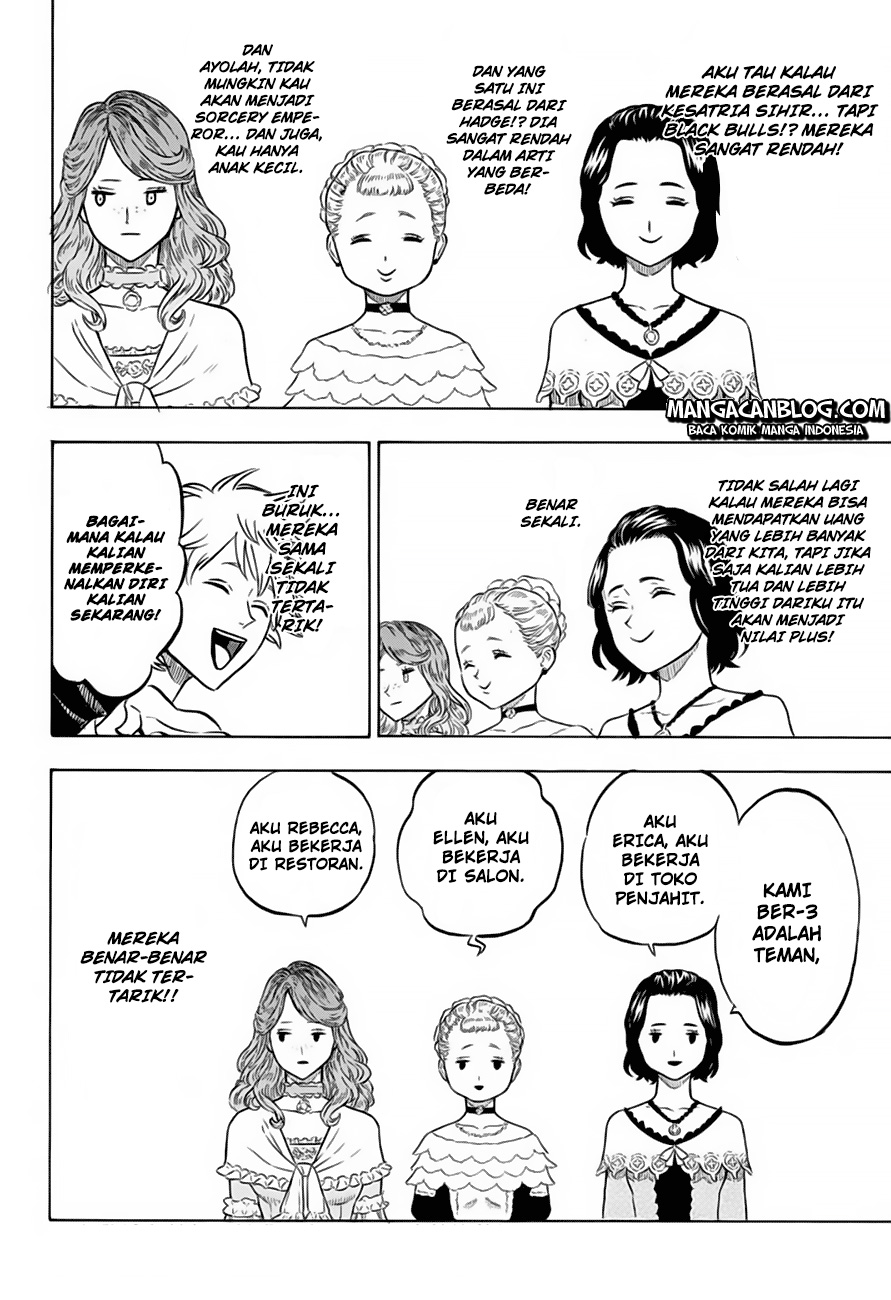 AKU TAU KALAU
MEREKA BERASAL DARI
KESATRIA SIHIR... TAPI
BLACK BULLS!? MEREKA
SANGAT RENDAH!
DAN YANG
SATU INI
BERASAL DARI
HADGE!? DIA
SANGAT RENDAH
DALAM ARTI
YANG BER-
BEDA!
DAN
AYOLAH, TIDAK
MUNGKIN KAU
AKAN MENJADI
SORCERY EMPE-
ROR... DAN JUGA,
KAU HANYA
ANAK KECIL.
MANGACANBLOG.COM
BACA KOMIK MANGA INDONESIA
TIDAK SALAH LAGI
KALAU MEREKA BISA
MENDAPATKAN UANG
YANG LEBIH BANYAK
DARI KITA, TAPI JIKA
SAJA KALIAN LEBIH
TUA DAN LEBIH
TINGGI DARIKU ITU
AKAN MENJADI
NILAI PLUS!
BENAR
SEKALI.
INI
BURUK...
MEREKA
SAMA
SEKALI
TIDAK
TERTA-
RIK!
BAGAI-
MANA KALAU
KALIAN
MEMPERKE-
NALKAN DIRI
KALIAN
SEKARANG!
KAMI
BER-3
ADALAH
TEMAN,
AKU
ERICA, AKU
BEKERJA
DI TOKO
PENJAHIT.
AKU
ELLEN, AKU
BEKERJA
DI SALON.
AKU REBECCA,
AKU BEKERJA
DI RESTORAN.
MEREKA
BENAR-BENAR
TIDAK TER-
TARIK!!